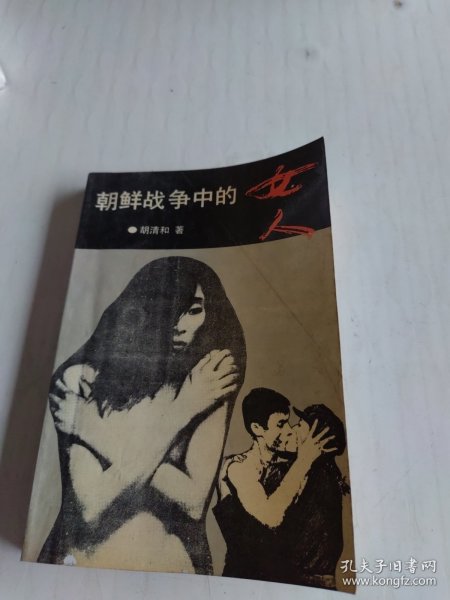 朝鲜战争中的
女人
●胡清和 著
孔夫子旧书网
www.kongfz.com